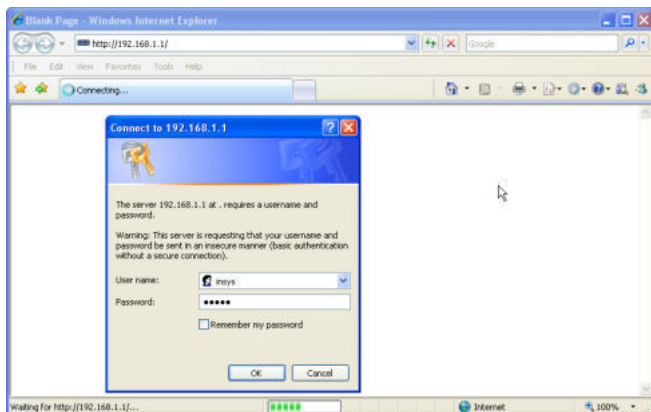 Blank Page - Windows Internet Explorer
http://192.168.1.1/
Google
File Edit View Favorites Tools Help
Connecting...
Connect to 192.168.1.1
The server 192.168.1.1 at . requires a username and
password.
Warning: This server is requesting that your username and
password be sent in an insecure manner (basic authentication
without a secure connection).
User name:
insys
Password:
●●●●●
Remember my password
OK Cancel
Waiting for http://192.168.1.1/...
Internet
100%